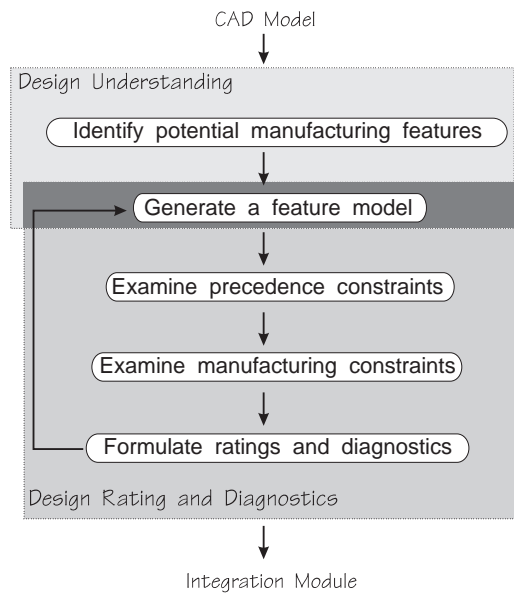 CAD Model
Design Understanding
Identify potential manufacturing features
Generate a feature model
Examine precedence constraints
Examine manufacturing constraints
Formulate ratings and diagnostics
Design Rating and Diagnostics
Integration Module